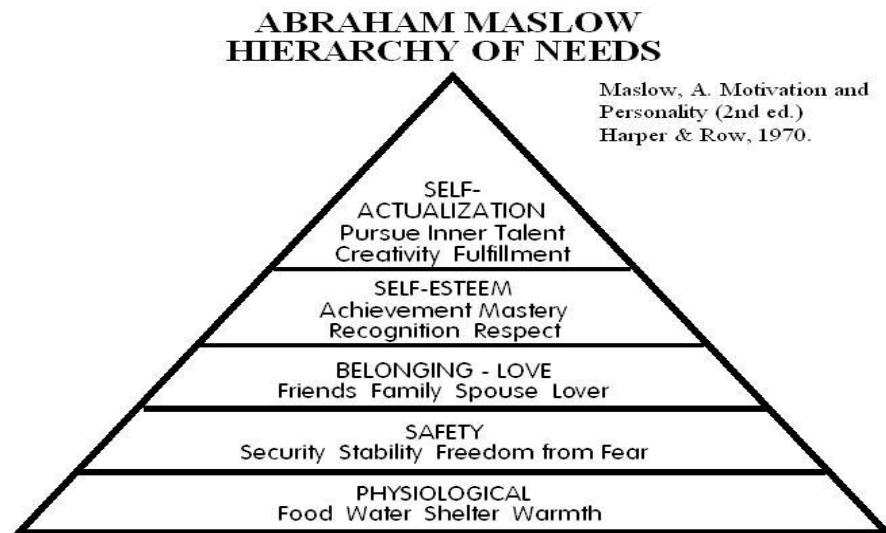 ABRAHAM MASLOW
HIERARCHY OF NEEDS
Maslow, A. Motivation and
Personality (2nd ed.)
Harper & Row, 1970.
SELF-
ACTUALIZATION
Pursue Inner Talent
Creativity Fulfillment
SELF-ESTEEM
Achievement Mastery
Recognition Respect
BELONGING - LOVE
Friends Family Spouse Lover
SAFETY
Security Stability Freedom from Fear
PHYSIOLOGICAL
Food Water Shelter Warmth